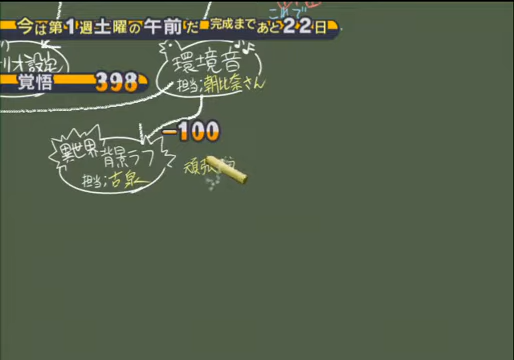 今は第1週土曜の午前だ 完成まであと22日
リオ設定
環境音
担当:朝比奈さん
覚悟 398
-100
異世界
背景ラフ
担当:古泉
頑張